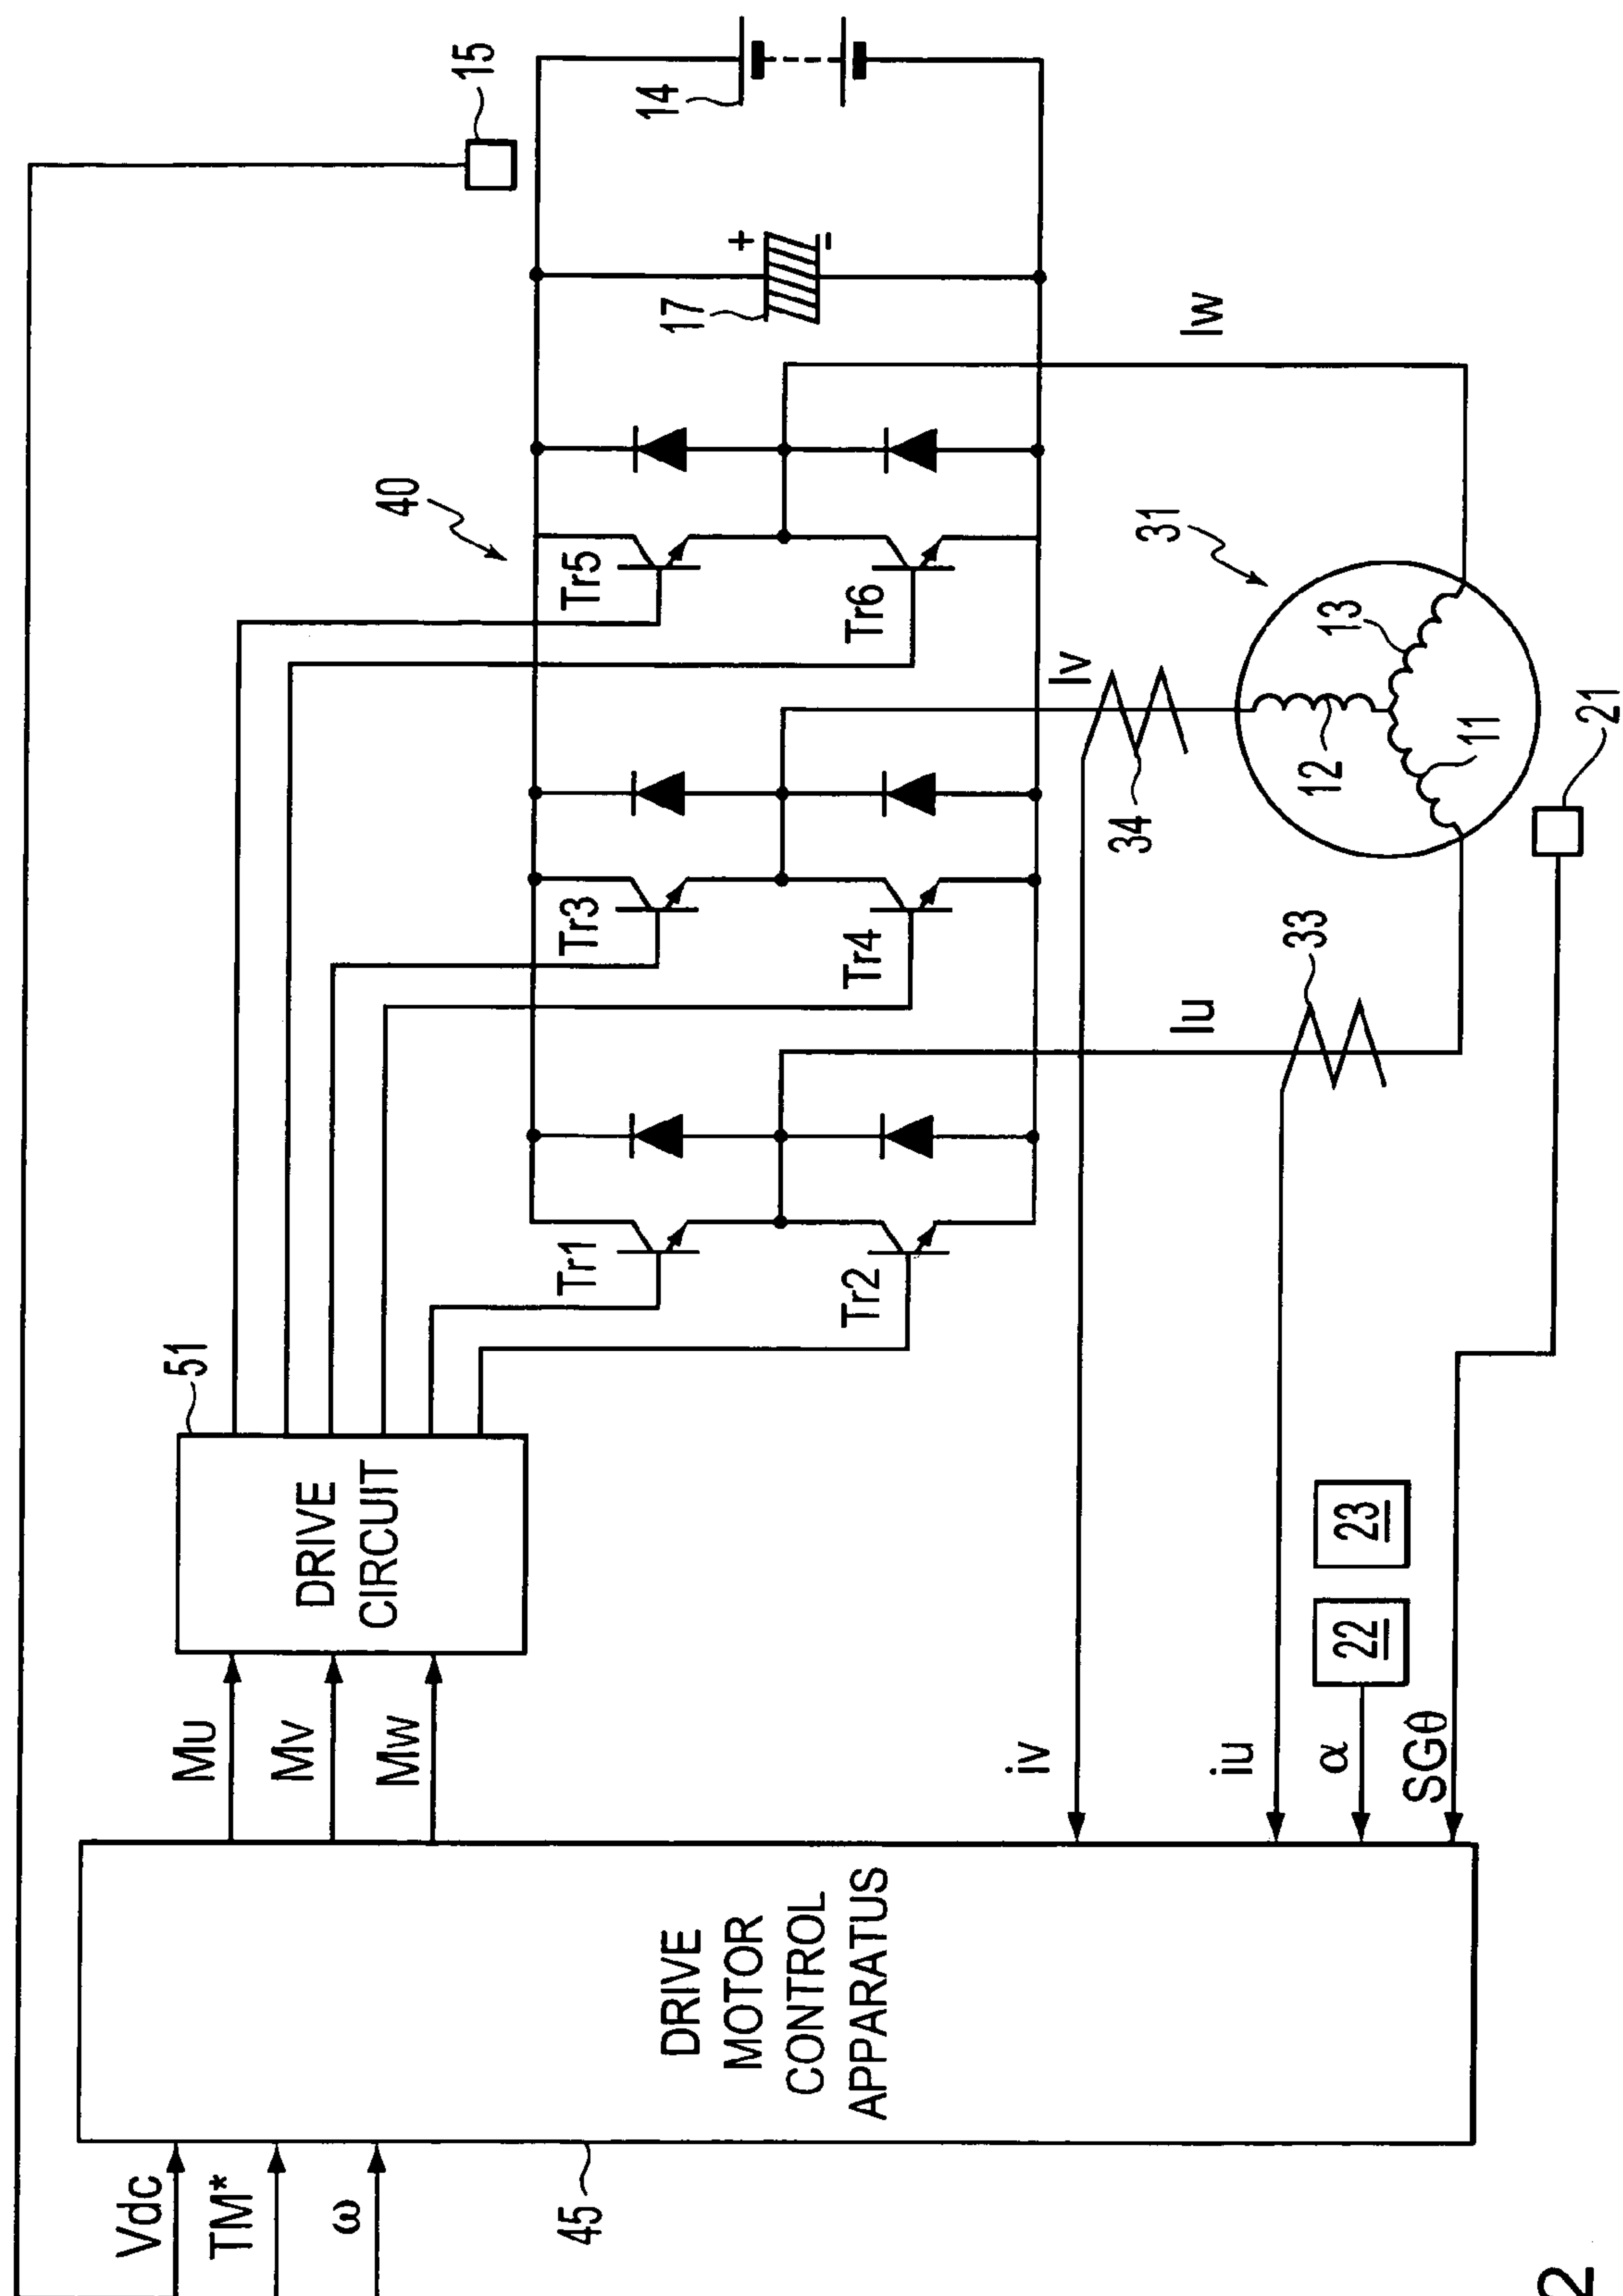 Vdc
TM*
ω
45
DRIVE
MOTOR
CONTROL
APPARATUS
MU
MV
MW
iv
iu
α
SGθ
51
DRIVE
CIRCUIT
22
23
Tr1
Tr2
Tr3
Tr4
Tr5
Tr6
40
Iu
Iv
Iw
33
34
31
11
12
13
21
17
+
-
14
15
2